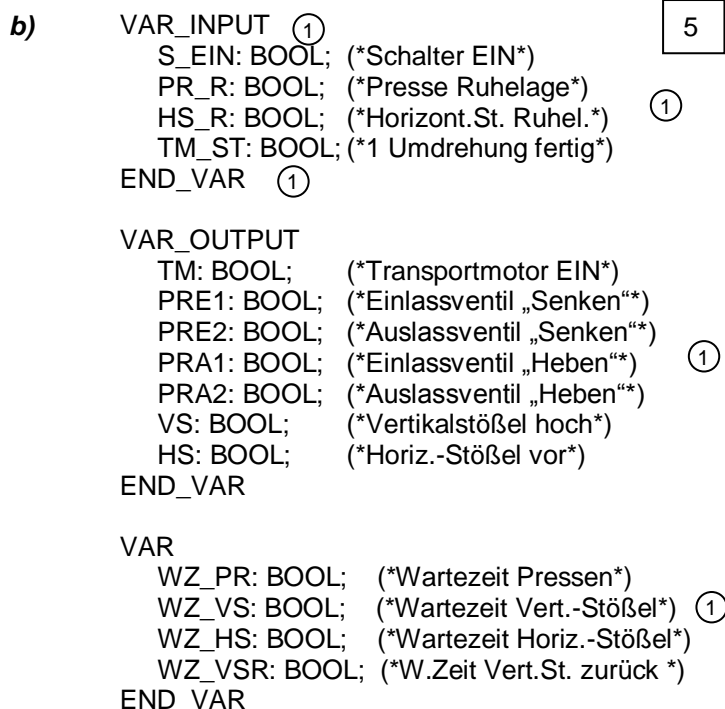 b) VAR_INPUT 1 5
S_EIN: BOOL; (*Schalter EIN*)
PR_R: BOOL; (*Presse Ruhelage*)
HS_R: BOOL; (*Horizont.St. Ruhel.*) 1
TM_ST: BOOL; (*1 Umdrehung fertig*)
END_VAR 1
VAR_OUTPUT
TM: BOOL; (*Transportmotor EIN*)
PRE1: BOOL; (*Einlassventil „Senken“*)
PRE2: BOOL; (*Auslassventil „Senken“*)
PRA1: BOOL; (*Einlassventil „Heben“*) 1
PRA2: BOOL; (*Auslassventil „Heben“*)
VS: BOOL; (*Vertikalstößel hoch*)
HS: BOOL; (*Horiz.-Stößel vor*)
END_VAR
VAR
WZ_PR: BOOL; (*Wartezeit Pressen*)
WZ_VS: BOOL; (*Wartezeit Vert.-Stößel*) 1
WZ_HS: BOOL; (*Wartezeit Horiz.-Stößel*)
WZ_VSR: BOOL; (*W.Zeit Vert.St. zurück *)
END_VAR